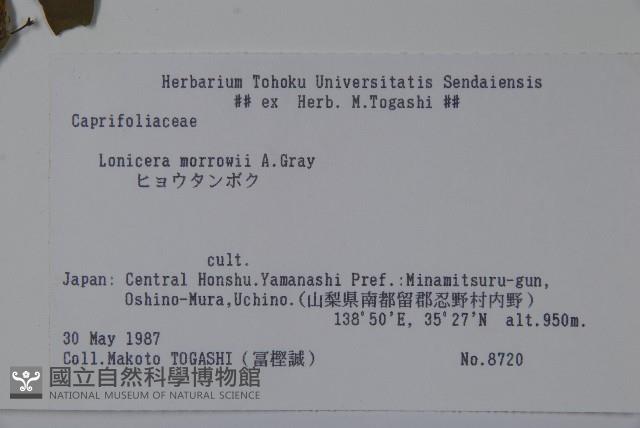 Herbarium Tohoku Universitatis Sendaiensis
## ex Herb. M.Togashi ##
Caprifoliaceae
Lonicera morrowii A.Gray
ヒョウタンボク
cult.
Japan: Central Honshu.Yamanashi Pref.:Minamitsuru-gun,
Oshino-Mura,Uchino.(山梨県南都留郡忍野村内野)
138°50'E, 35°27'N alt.950m.
30 May 1987
Coll.Makoto TOGASHI (冨樫誠) No.8720
國立自然科學博物館
NATIONAL MUSEUM OF NATURAL SCIENCE